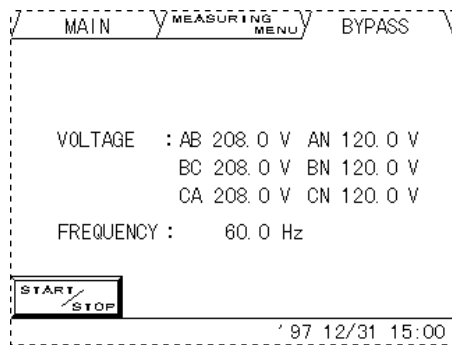 MAIN MEASURING MENU BYPASS
VOLTAGE : AB 208.0 V AN 120.0 V
BC 208.0 V BN 120.0 V
CA 208.0 V CN 120.0 V
FREQUENCY : 60.0 Hz
START/STOP
'97 12/31 15:00